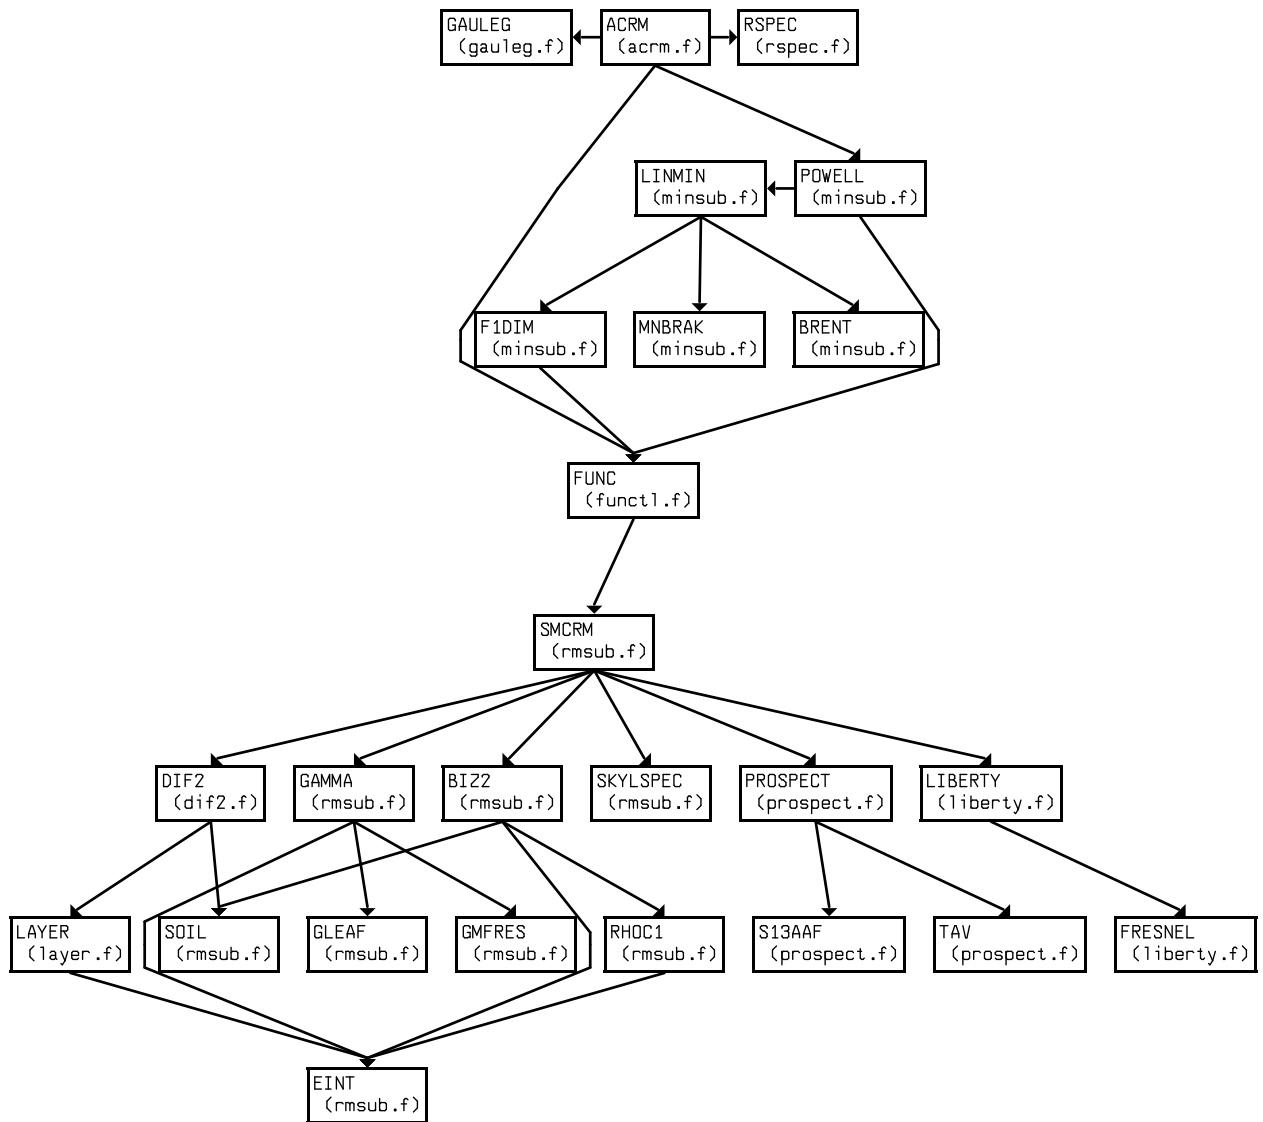 GAULEG
(gauleg.f)
ACRM
(acrm.f)
RSPEC
(rspec.f)
LINMIN
(minsub.f)
POWELL
(minsub.f)
F1DIM
(minsub.f)
MNBRAK
(minsub.f)
BRENT
(minsub.f)
FUNC
(functl.f)
SMCRM
(rmsub.f)
DIF2
(dif2.f)
GAMMA
(rmsub.f)
BIZ2
(rmsub.f)
SKYLSPEC
(rmsub.f)
PROSPECT
(prospect.f)
LIBERTY
(liberty.f)
LAYER
(layer.f)
SOIL
(rmsub.f)
GLEAF
(rmsub.f)
GMFRES
(rmsub.f)
RHOC1
(rmsub.f)
S13AAF
(prospect.f)
TAV
(prospect.f)
FRESNEL
(liberty.f)
EINT
(rmsub.f)